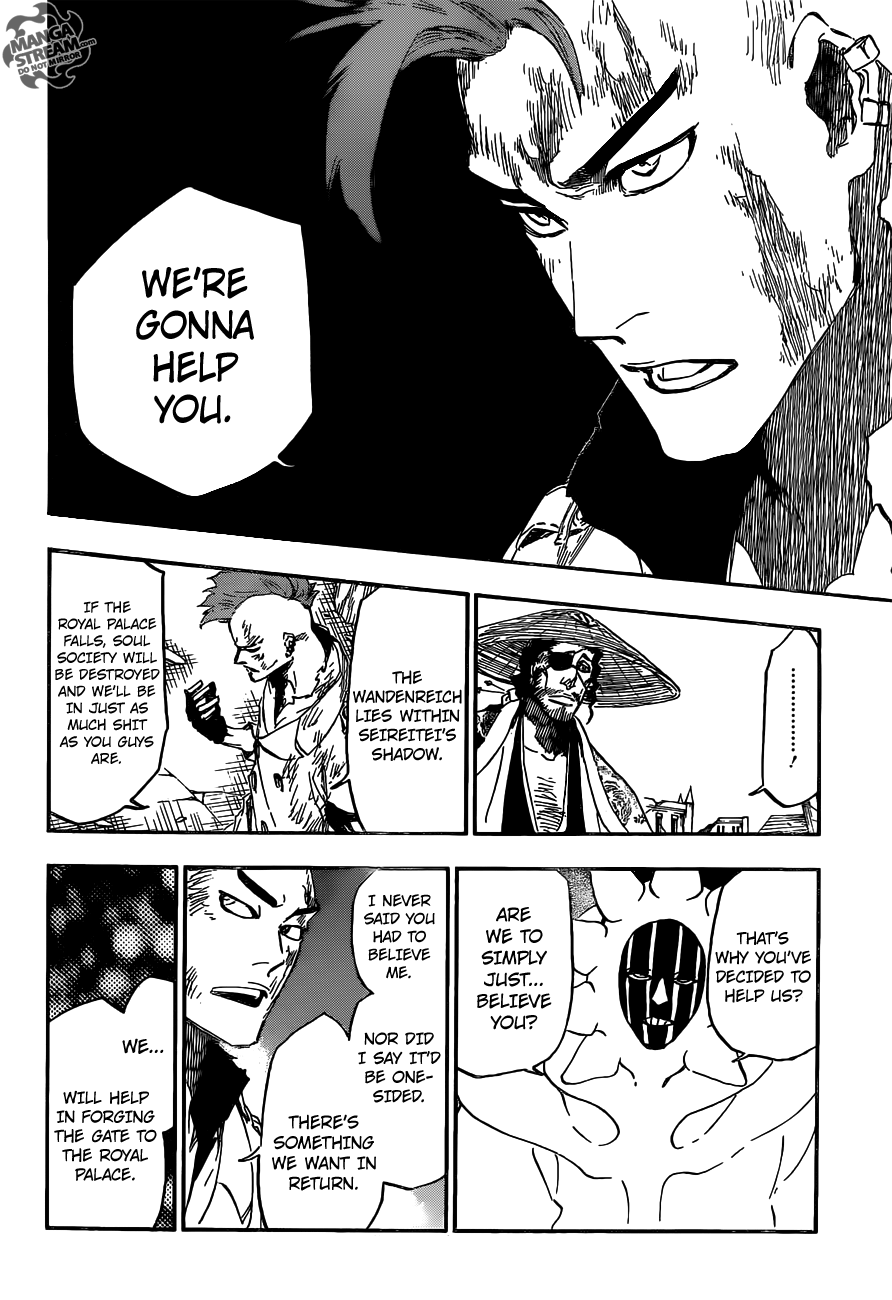 MANGA
STREAM.com
DO NOT MIRROR!
WE'RE
GONNA
HELP
YOU.
.........
THE
WANDENREICH
LIES WITHIN
SEIREITEI'S
SHADOW.
IF THE
ROYAL PALACE
FALLS, SOUL
SOCIETY WILL
BE DESTROYED
AND WE'LL BE
IN JUST AS
MUCH SHIT
AS YOU GUYS
ARE.
THAT'S
WHY YOU'VE
DECIDED TO
HELP US?
ARE
WE TO
SIMPLY
JUST...
BELIEVE
YOU?
I NEVER
SAID YOU
HAD TO
BELIEVE
ME.
NOR DID
I SAY IT'D
BE ONE-
SIDED.
THERE'S
SOMETHING
WE WANT IN
RETURN.
WE...
WILL HELP
IN FORGING
THE GATE TO
THE ROYAL
PALACE.